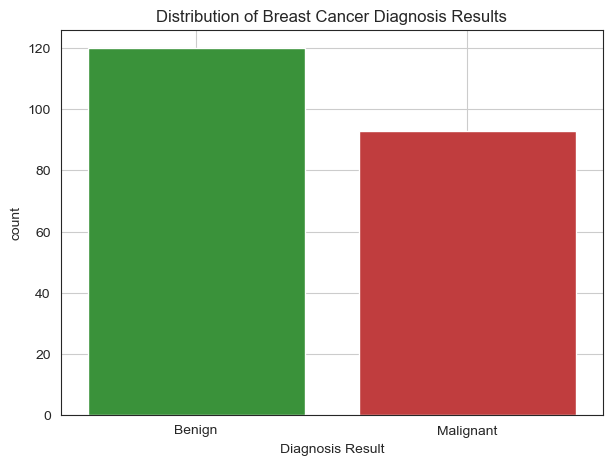 Distribution of Breast Cancer Diagnosis Results
120
100
80
60
40
20
0
count
Benign
Malignant
Diagnosis Result